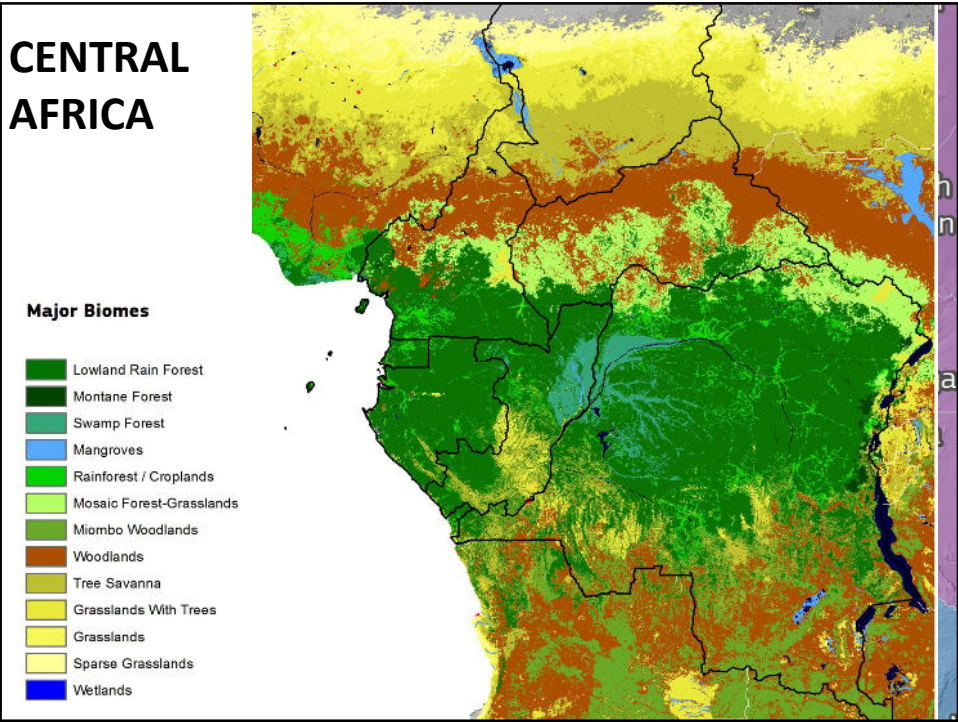 CENTRAL
AFRICA
Major Biomes
Lowland Rain Forest
Montane Forest
Swamp Forest
Mangroves
Rainforest / Croplands
Mosaic Forest-Grasslands
Miombo Woodlands
Woodlands
Tree Savanna
Grasslands With Trees
Grasslands
Sparse Grasslands
Wetlands
h
n
a